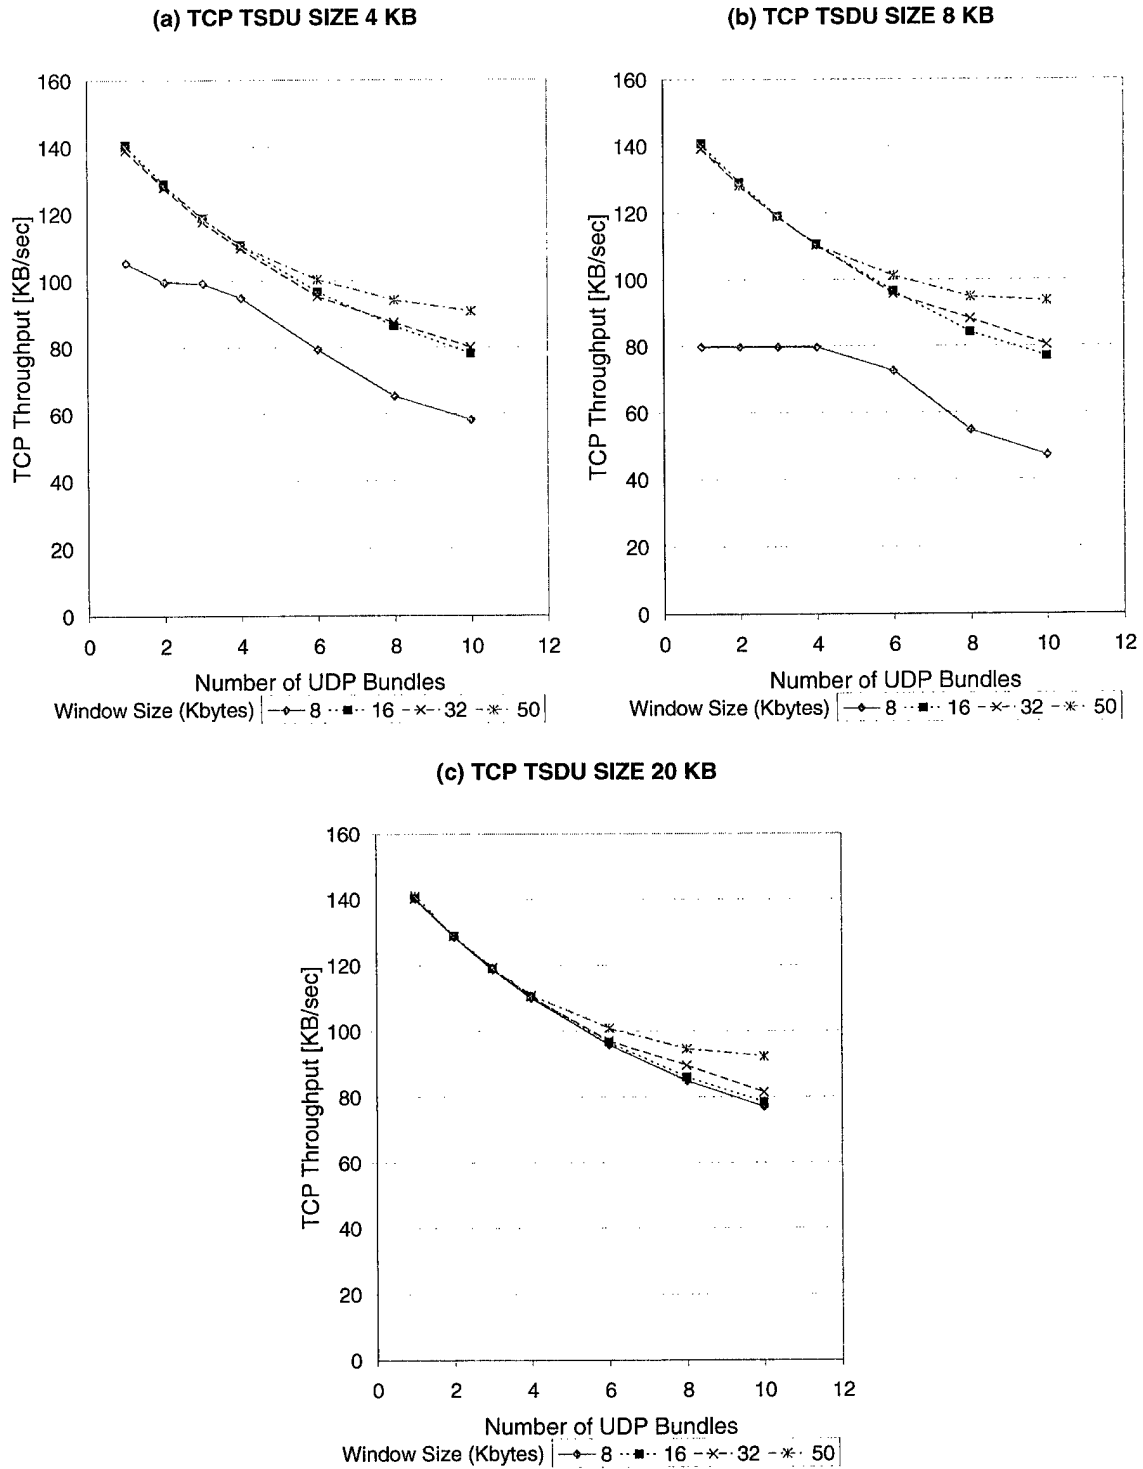 (a) TCP TSDU SIZE 4 KB
160
140
120
100
80
60
40
20
0
TCP Throughput [KB/sec]
0 2 4 6 8 10 12
Number of UDP Bundles
Window Size (Kbytes) 8 16 32 50
(b) TCP TSDU SIZE 8 KB
160
140
120
100
80
60
40
20
0
TCP Throughput [KB/sec]
0 2 4 6 8 10 12
Number of UDP Bundles
Window Size (Kbytes) 8 16 32 50
(c) TCP TSDU SIZE 20 KB
160
140
120
100
80
60
40
20
0
TCP Throughput [KB/sec]
0 2 4 6 8 10 12
Number of UDP Bundles
Window Size (Kbytes) 8 16 32 50